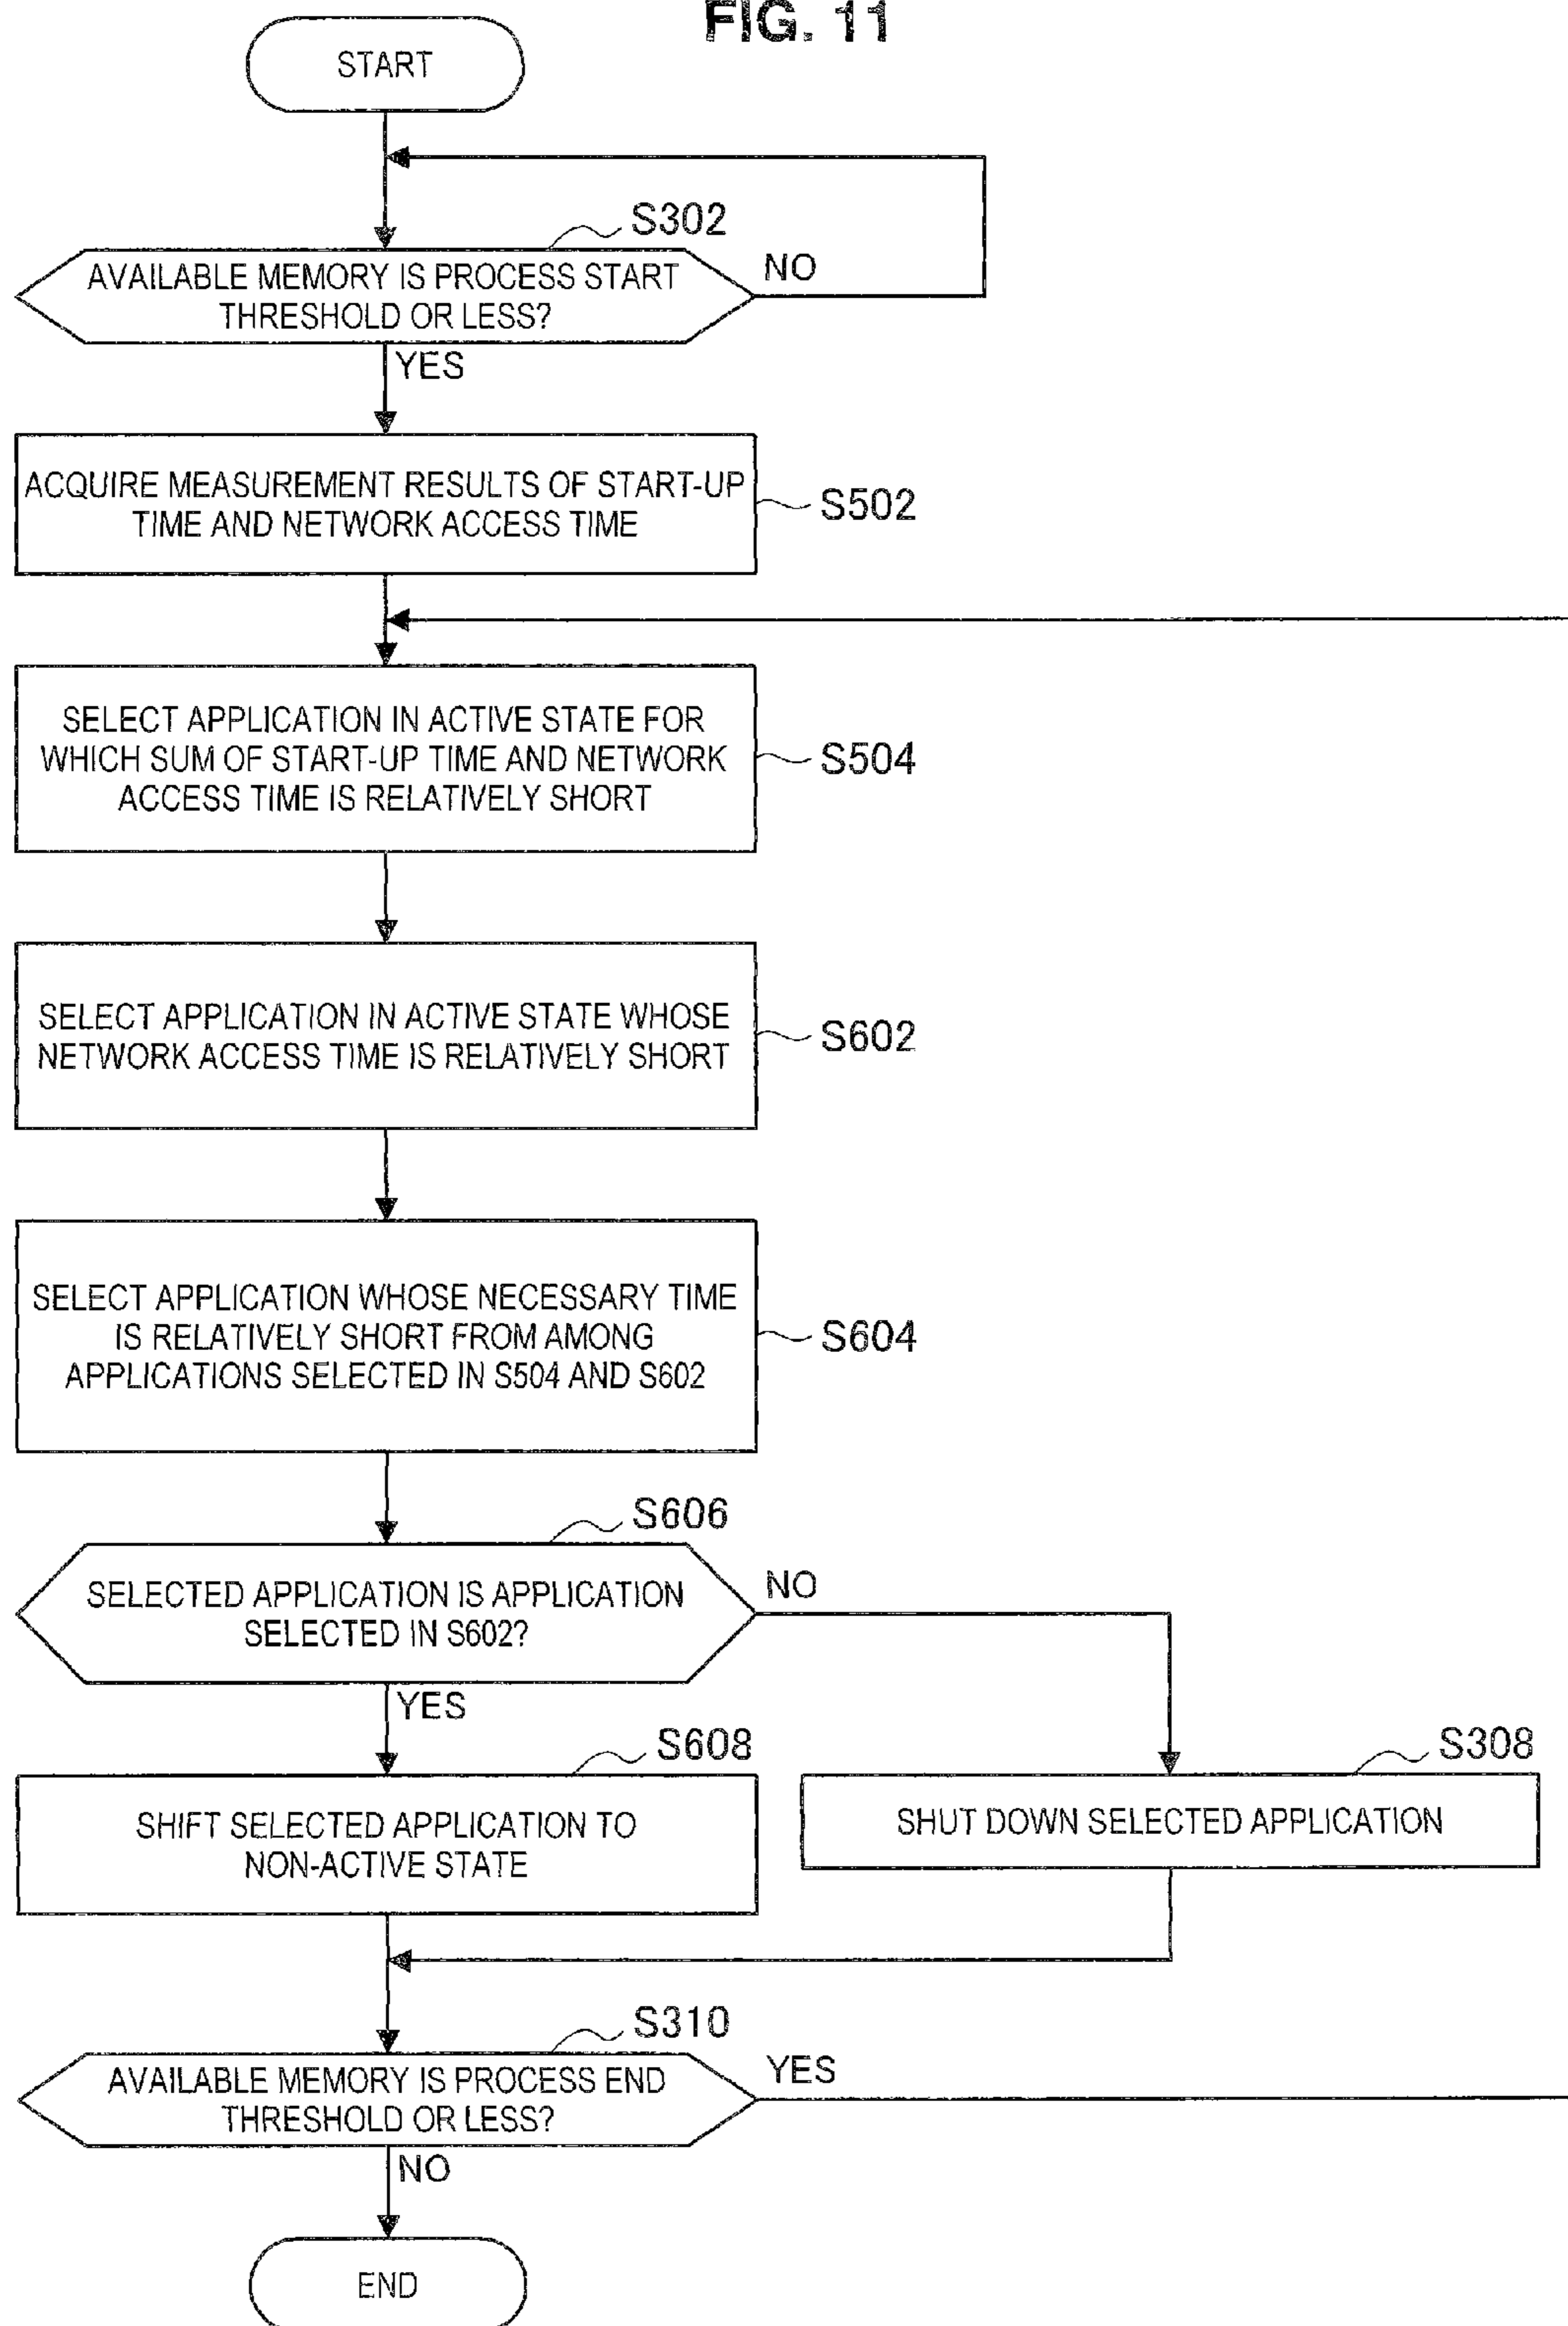 FIG. 11
START
S302
AVAILABLE MEMORY IS PROCESS START
THRESHOLD OR LESS?
NO
YES
ACQUIRE MEASUREMENT RESULTS OF START-UP
TIME AND NETWORK ACCESS TIME
S502
SELECT APPLICATION IN ACTIVE STATE FOR
WHICH SUM OF START-UP TIME AND NETWORK
ACCESS TIME IS RELATIVELY SHORT
S504
SELECT APPLICATION IN ACTIVE STATE WHOSE
NETWORK ACCESS TIME IS RELATIVELY SHORT
S602
SELECT APPLICATION WHOSE NECESSARY TIME
IS RELATIVELY SHORT FROM AMONG
APPLICATIONS SELECTED IN S504 AND S602
S604
S606
SELECTED APPLICATION IS APPLICATION
SELECTED IN S602?
NO
YES
S608
SHIFT SELECTED APPLICATION TO
NON-ACTIVE STATE
S308
SHUT DOWN SELECTED APPLICATION
S310
AVAILABLE MEMORY IS PROCESS END
THRESHOLD OR LESS?
YES
NO
END